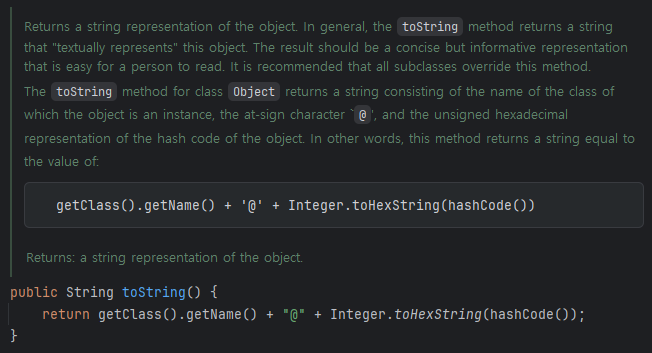 Returns a string representation of the object. In general, the toString method returns a string
that "textually represents" this object. The result should be a concise but informative representation
that is easy for a person to read. It is recommended that all subclasses override this method.
The toString method for class Object returns a string consisting of the name of the class of
which the object is an instance, the at-sign character `@', and the unsigned hexadecimal
representation of the hash code of the object. In other words, this method returns a string equal to
the value of:
getClass().getName() + '@' + Integer.toHexString(hashCode())
Returns: a string representation of the object.
public String toString() {
return getClass().getName() + "@" + Integer.toHexString(hashCode());
}